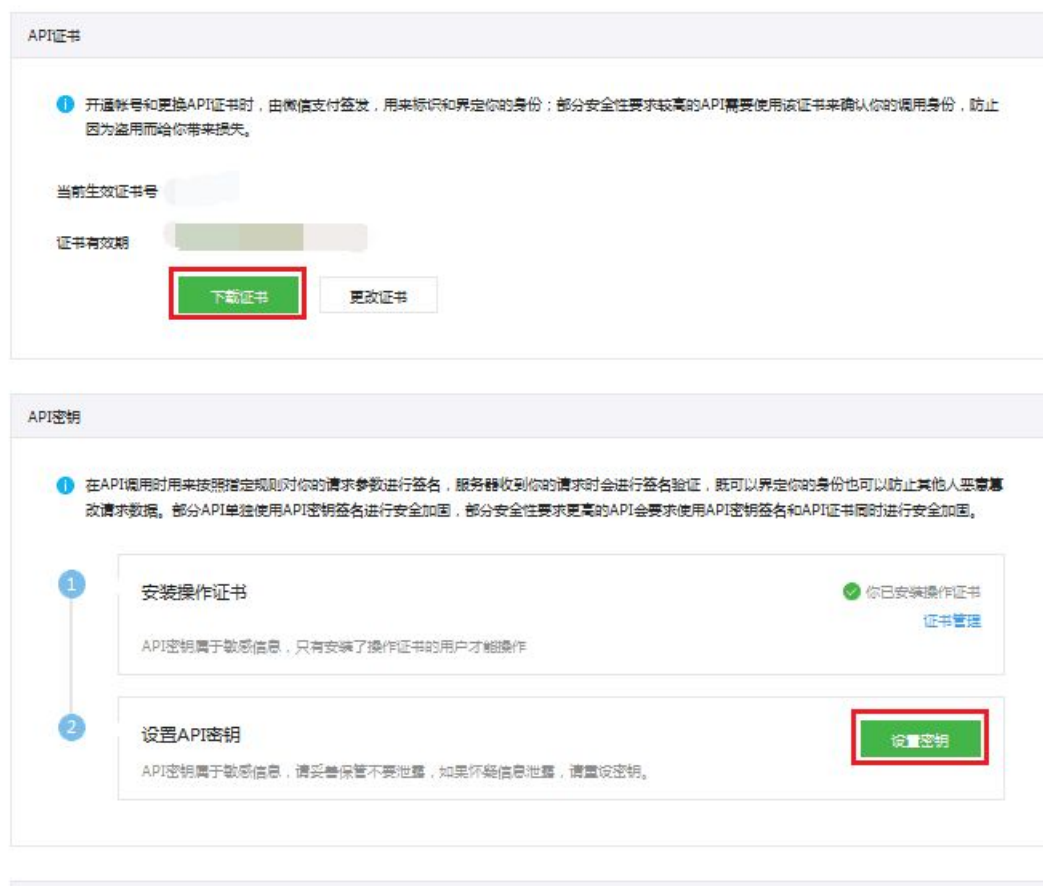 API证书
开通帐号和更换API证书时，由微信支付签发，用来标识和界定你的身份；部分安全性要求较高的API需要使用该证书来确认你的调用身份，防止
因为盗用而给你带来损失。
当前生效证书号
证书有效期
下载证书 更改证书
API密钥
在API调用时用来按照指定规则对你的请求参数进行签名，服务器收到你的请求时会进行签名验证，既可以界定你的身份也可以防止其他人恶意篡
改请求数据。部分API单独使用API密钥签名进行安全加固，部分安全性要求更高的API会要求使用API密钥签名和API证书同时进行安全加固。
1 安装操作证书 你已安装操作证书
证书管理
API密钥属于敏感信息，只有安装了操作证书的用户才能操作
2 设置API密钥 设置密钥
API密钥属于敏感信息，请妥善保管不要泄露，如果怀疑信息泄露，请重设密钥。